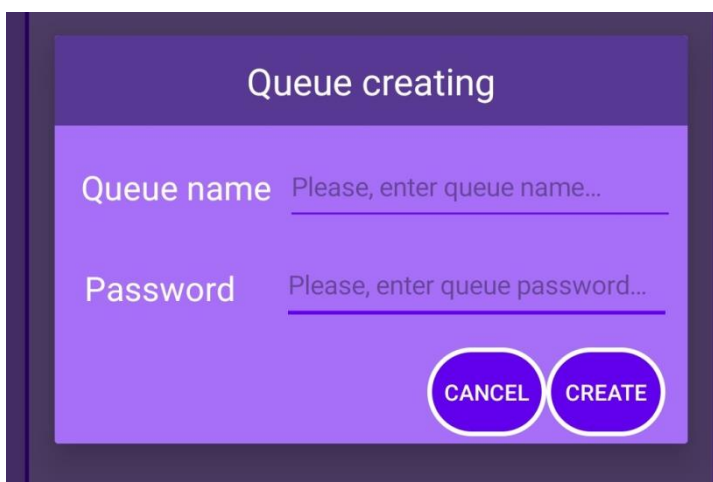 Queue creating
Queue name Please, enter queue name...
Password Please, enter queue password...
CANCEL CREATE